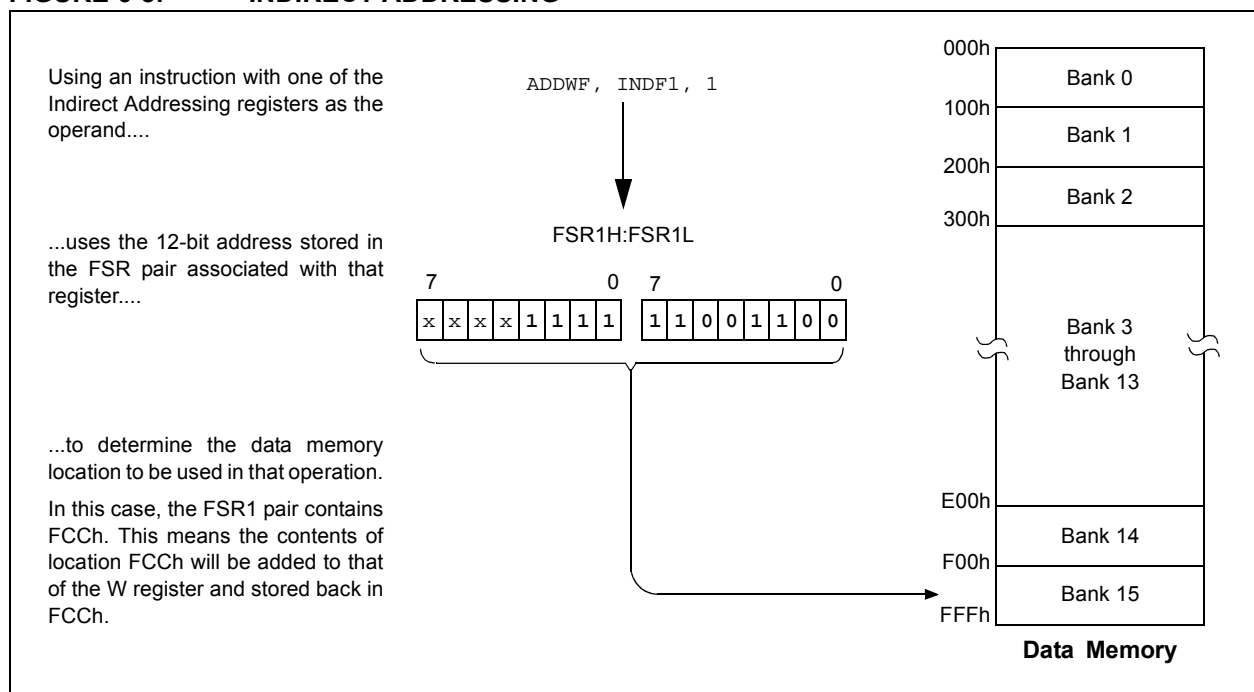 Using an instruction with one of the
Indirect Addressing registers as the
operand....
ADDWF, INDF1, 1
...uses the 12-bit address stored in
the FSR pair associated with that
register....
FSR1H:FSR1L
7 0 7 0
x x x x 1 1 1 1 1 1 0 0 1 1 0 0
...to determine the data memory
location to be used in that operation.
In this case, the FSR1 pair contains
FCCh. This means the contents of
location FCCh will be added to that
of the W register and stored back in
FCCh.
000h
Bank 0
100h
Bank 1
200h
Bank 2
300h
Bank 3
through
Bank 13
E00h
Bank 14
F00h
Bank 15
FFFh
Data Memory